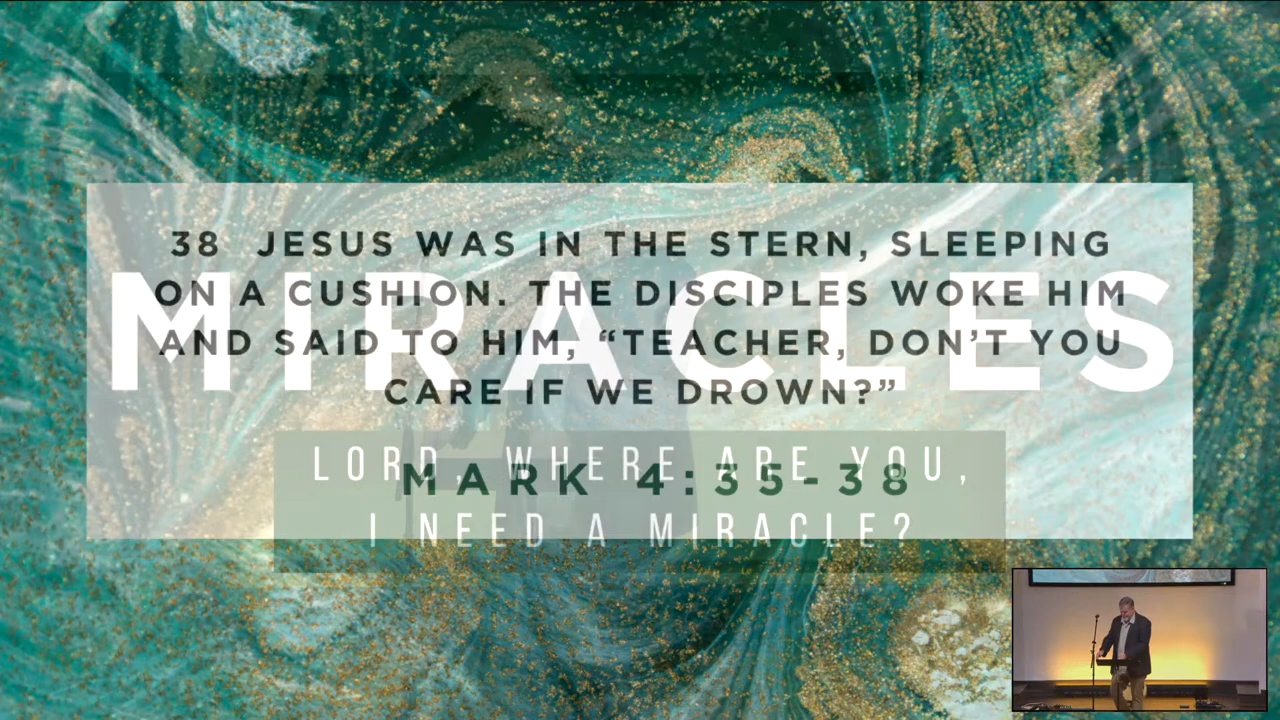 38 JESUS WAS IN THE STERN, SLEEPING
MIRACLES
ON A CUSHION. THE DISCIPLES WOKE HIM
AND SAID TO HIM, “TEACHER, DON’T YOU
CARE IF WE DROWN?”
LORD, WHERE ARE YOU,
MARK 4:35-38
I NEED A MIRACLE?